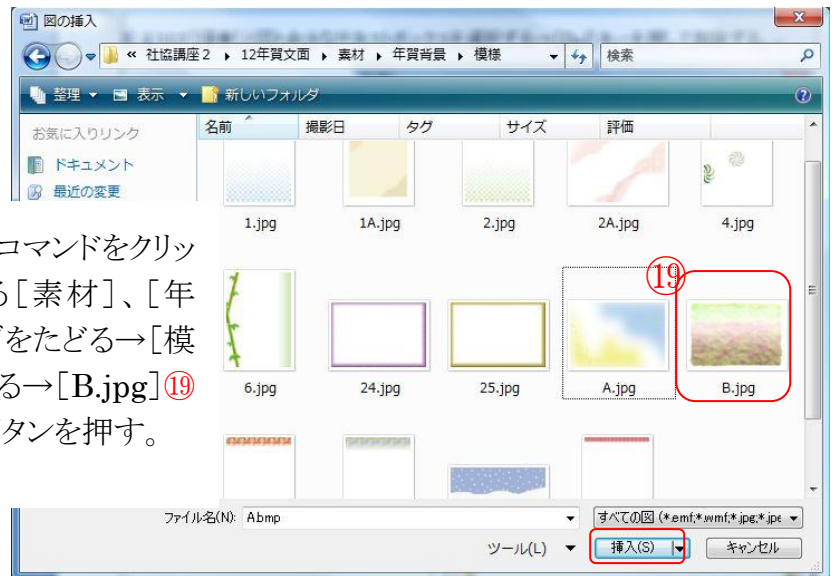 図の挿入
« 社協講座2 ▸ 12年賀文面 ▸ 素材 ▸ 年賀背景 ▸ 模様
検索
整理 表示 新しいフォルダ
お気に入りリンク
名前 撮影日 タグ サイズ 評価
ドキュメント
最近の変更
1.jpg 1A.jpg 2.jpg 2A.jpg 4.jpg
コマンドをクリッ
る[素材]、[年
をたどる→[模
る→[B.jpg]⑲
タンを押す。
⑲
6.jpg 24.jpg 25.jpg A.jpg B.jpg
ファイル名(N): Abmp
すべての図 (*.emf;*.wmf;*.jpg;*.jpe
ツール(L) 挿入(S) キャンセル